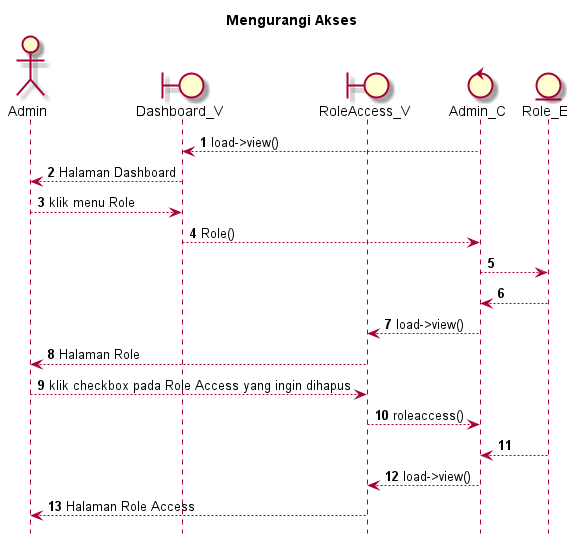 Mengurangi Akses
Admin
Dashboard_V
RoleAccess_V
Admin_C
Role_E
1 load->view()
2 Halaman Dashboard
3 klik menu Role
4 Role()
5
6
7 load->view()
8 Halaman Role
9 klik checkbox pada Role Access yang ingin dihapus
10 roleaccess()
11
12 load->view()
13 Halaman Role Access